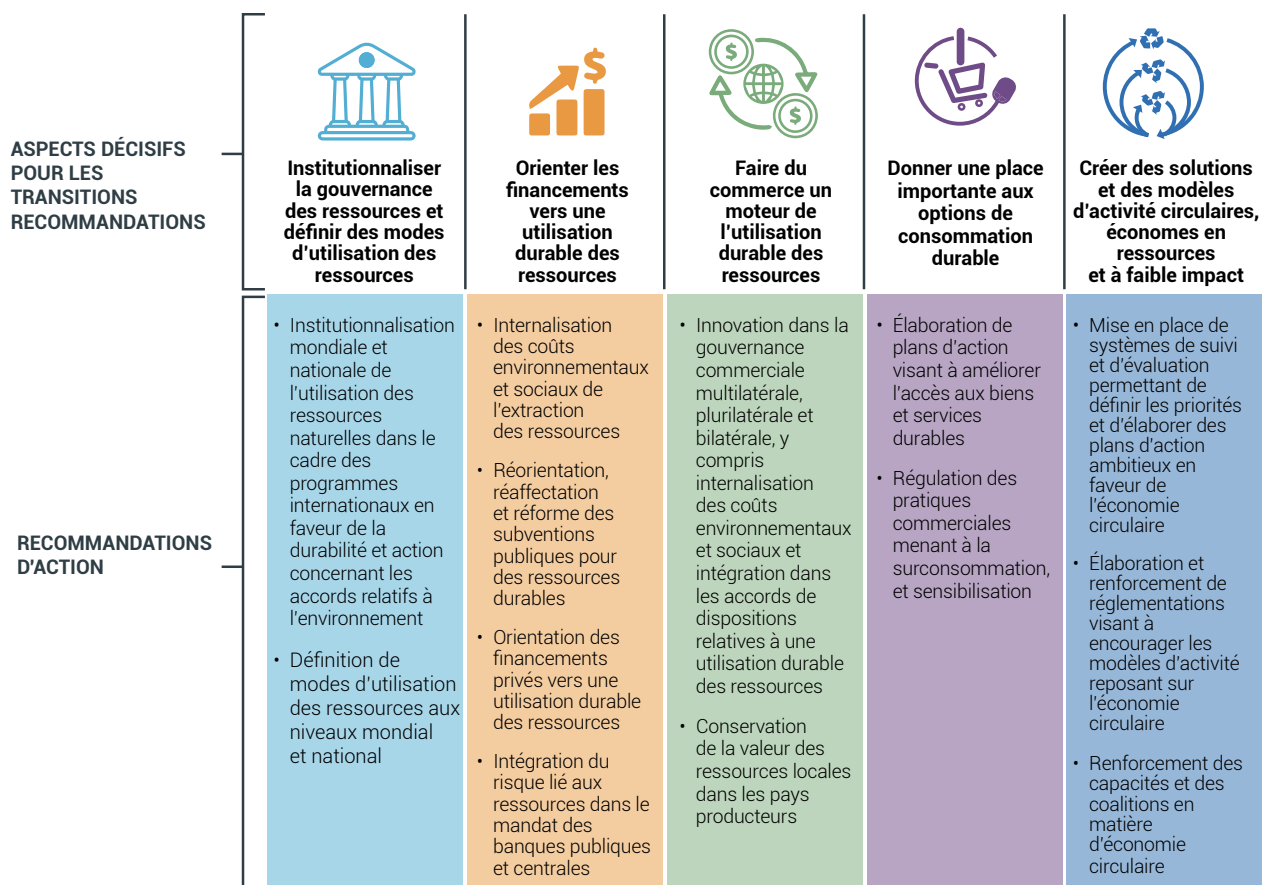 ASPECTS DÉCISIFS
POUR LES
TRANSITIONS
RECOMMANDATIONS
Institutionnaliser
la gouvernance
des ressources et
définir des modes
d'utilisation des
ressources
$
Orienter les
financements
vers une
utilisation
durable des
ressources
$
$
Faire du
commerce un
moteur de
l'utilisation
durable des
ressources
Donner une place
importante aux
options de
consommation
durable
Créer des solutions
et des modèles
d'activité circulaires,
économes en
ressources
et à faible impact
RECOMMANDATIONS
D'ACTION
• Institutionnalisation
mondiale et
nationale de
l'utilisation des
ressources
naturelles dans le
cadre des
programmes
internationaux en
faveur de la
durabilité et action
concernant les
accords relatifs à
l'environnement
• Définition de
modes d'utilisation
des ressources aux
niveaux mondial
et national
• Internalisation
des coûts
environnementaux
et sociaux de
l'extraction
des ressources
• Réorientation,
réaffectation
et réforme des
subventions
publiques pour
des ressources
durables
• Orientation des
financements
privés vers une
utilisation durable
des ressources
• Intégration du
risque lié aux
ressources dans le
mandat des
banques publiques
et centrales
• Innovation dans la
gouvernance
commerciale
multilatérale,
plurilatérale et
bilatérale, y
compris
internalisation
des coûts
environnementaux
et sociaux et
intégration dans
les accords de
dispositions
relatives à une
utilisation durable
des ressources
• Conservation
de la valeur des
ressources locales
dans les pays
producteurs
• Élaboration de
plans d'action
visant à améliorer
l'accès aux biens
et services
durables
• Régulation des
pratiques
commerciales
menant à la
surconsommation,
et sensibilisation
• Mise en place de
systèmes de suivi
et d'évaluation
permettant de
définir les priorités
et d'élaborer des
plans d'action
ambitieux en
faveur de
l'économie
circulaire
• Élaboration et
renforcement de
réglementations
visant à
encourager les
modèles d'activité
reposant sur
l'économie
circulaire
• Renforcement des
capacités et des
coalitions en
matière
d'économie
circulaire